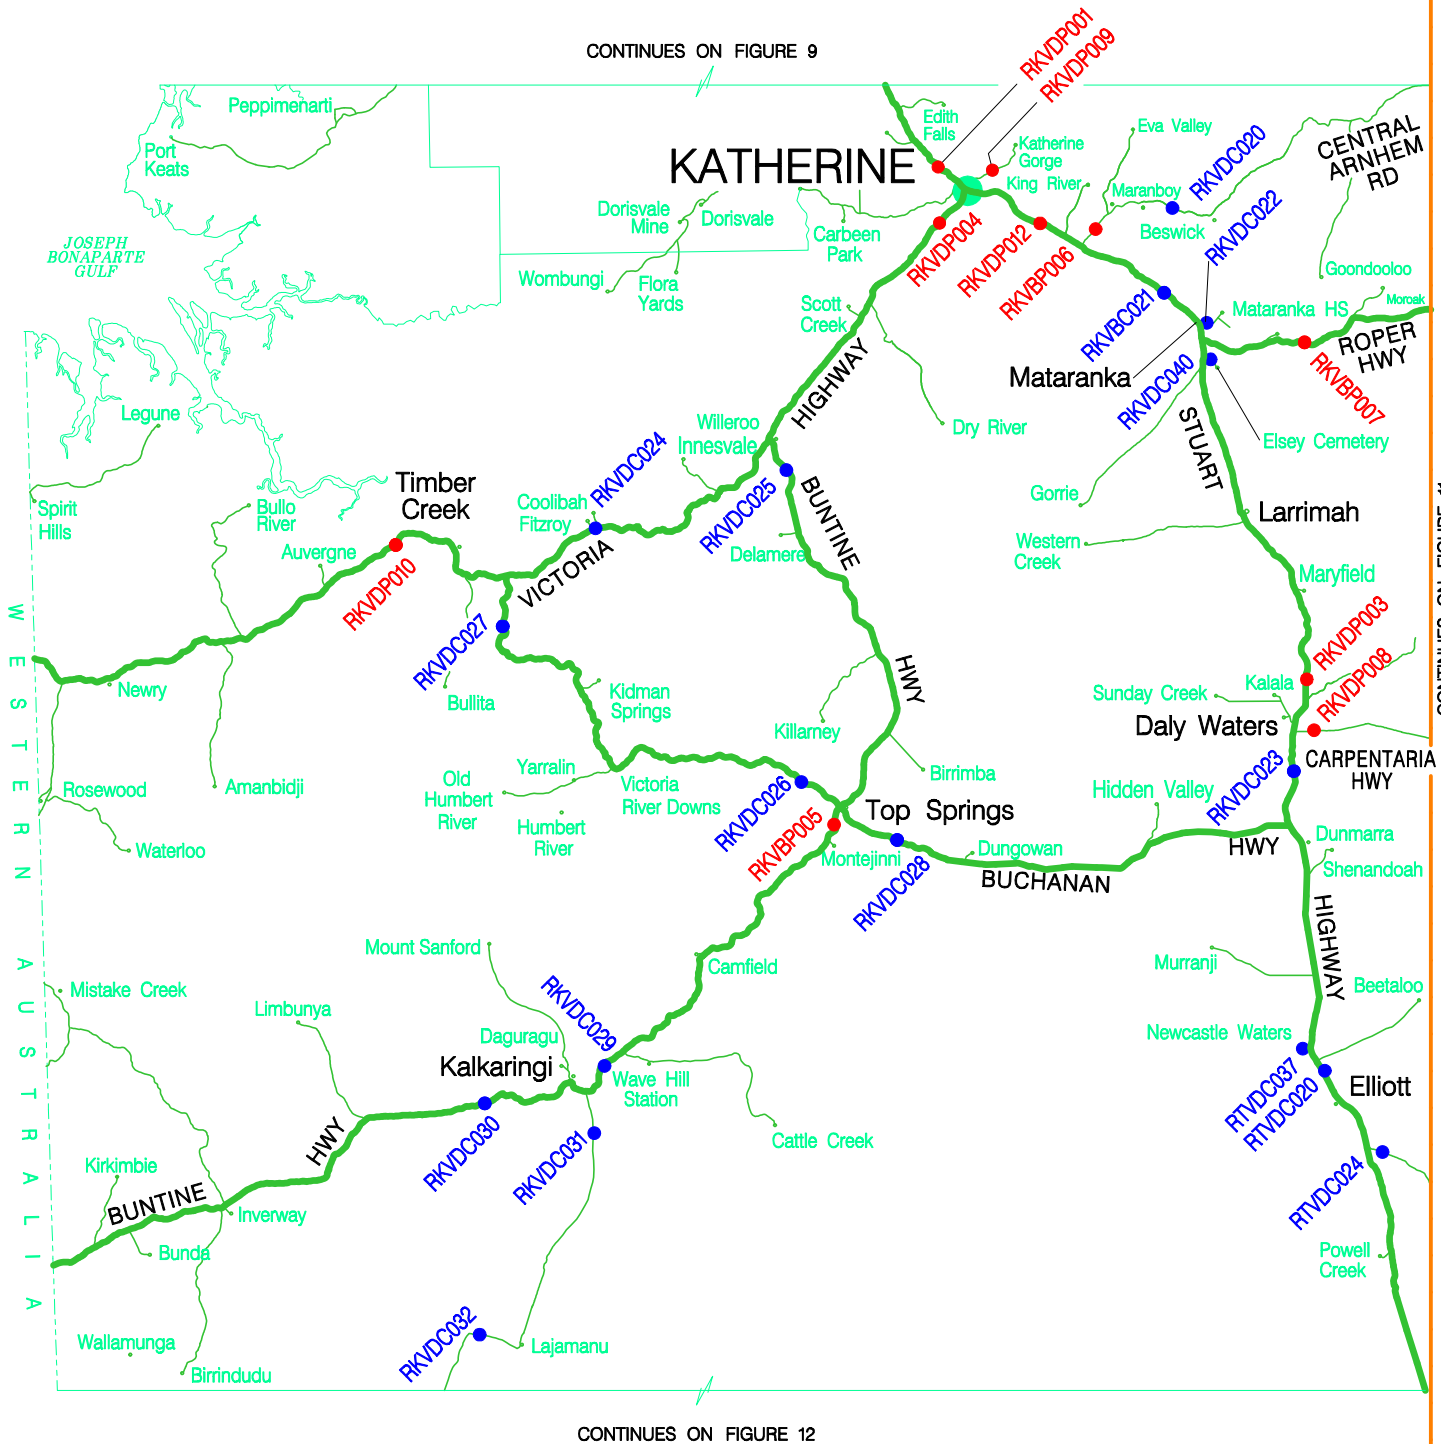 CONTINUES ON FIGURE 9
RKVDP001
RKVDP009
Peppimenarti
Port
Keats
Edith
Falls
Katherine
Gorge
Eva Valley
RKVDC020
CENTRAL
ARNHEM
RD
KATHERINE
King River
Maranboy
Beswick
RKVDC022
Dorisvale
Mine
Dorisvale
Carbeen
Park
RKVDP004
RKVDP012
RKVBP006
JOSEPH
BONAPARTE
GULF
Wombungi
Flora
Yards
Goondooloo
Scott
Creek
RKVBC021
Mataranka HS
Moroak
ROPER
HWY
RKVBP007
Mataranka
RKVDC040
HIGHWAY
STUART
Elsey Cemetery
Legune
Willeroo
Innesvale
Dry River
Timber
Creek
RKVDC024
RKVDC025
BUNTINE
Gorrie
Larrimah
Spirit
Hills
Bullo
River
Coolibah
Fitzroy
Auvergne
Delamere
Western
Creek
RKVDP010
VICTORIA
Maryfield
RKVDC027
RKVDP003
RKVDP008
HWY
Newry
Bullita
Kidman
Springs
Killarney
Sunday Creek
Kalala
Daly Waters
CARPENTARIA
HWY
Rosewood
Amanbidji
Old
Humbert
River
Yarralin
Victoria
River Downs
Birrimba
RKVDC026
Hidden Valley
RKVDC023
Waterloo
Humbert
River
RKVBP005
Top Springs
Montejinni
RKVDC028
Dungowan
BUCHANAN
HWY
Dunmarra
Shenandoah
HIGHWAY
Mount Sanford
Camfield
Murranji
Beetaloo
Mistake Creek
Limbunya
RKVDC029
Daguragu
Kalkaringi
Wave Hill
Station
Newcastle Waters
RTVDC037
RTVDC020
Elliott
RKVDC030
RKVDC031
Cattle Creek
HWY
RTVDC024
Kirkimbie
BUNTINE
Inverway
Bunda
Powell
Creek
Wallamunga
Birrindudu
RKVDC032
Lajamanu
WESTERN AUSTRALIA
CONTINUES ON FIGURE 12